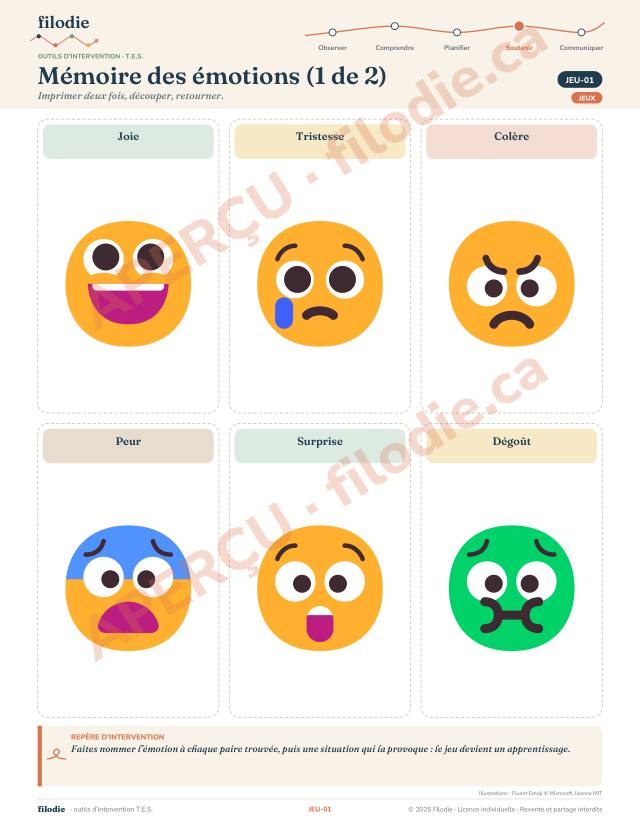 filodie
OUTILS D'INTERVENTION · T.E.S.
Observer
Comprendre
Planifier
Soutenir
Communiquer
Mémoire des émotions (1 de 2)
Imprimer deux fois, découper, retourner.
JEU-01
JEUX
Joie
Tristesse
Colère
APERÇU · filodie.ca
Peur
Surprise
Dégoût
APERÇU · filodie.ca
REPÈRE D'INTERVENTION
Faites nommer l'émotion à chaque paire trouvée, puis une situation qui la provoque : le jeu devient un apprentissage.
Illustrations : Fluent Emoji © Microsoft, licence MIT
filodie · outils d'intervention T.E.S.
JEU-01
© 2026 Filodie · Licence individuelle · Revente et partage interdits